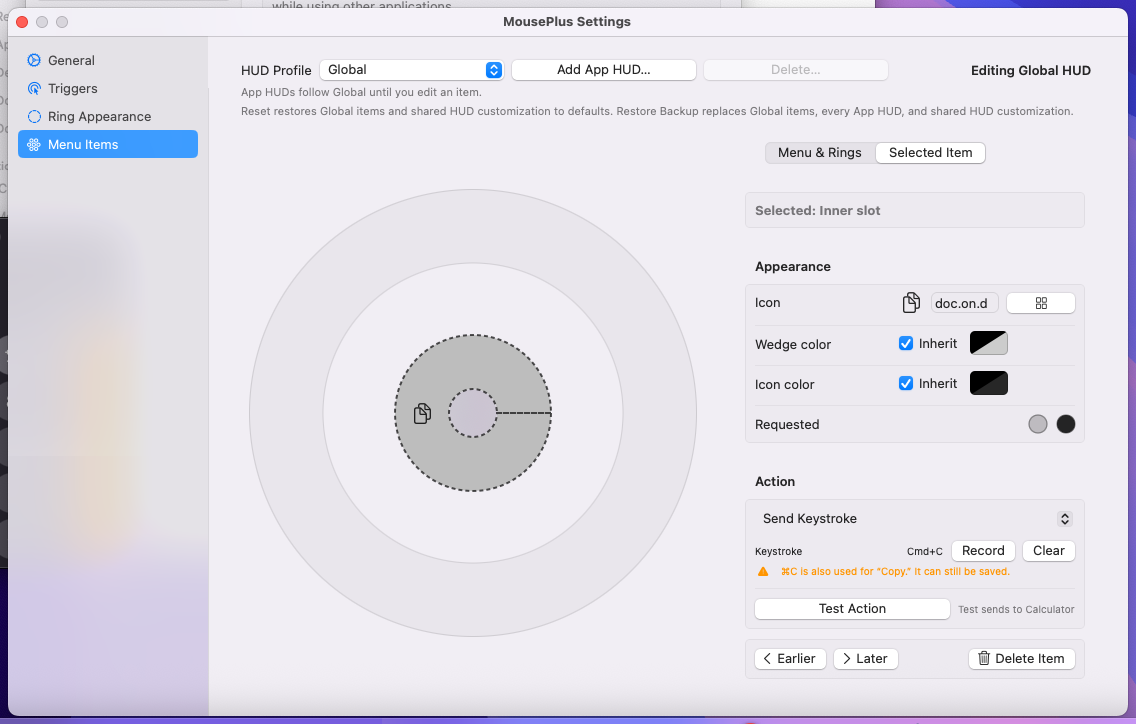 while using other applications
MousePlus Settings
General
Triggers
Ring Appearance
Menu Items
HUD Profile
Global
Add App HUD...
Delete...
Editing Global HUD
App HUDs follow Global until you edit an item.
Reset restores Global items and shared HUD customization to defaults. Restore Backup replaces Global items, every App HUD, and shared HUD customization.
Menu & Rings
Selected Item
Selected: Inner slot
Appearance
Icon
doc.on.d
Wedge color
Inherit
Icon color
Inherit
Requested
Action
Send Keystroke
Keystroke
Cmd+C
Record
Clear
⌘C is also used for "Copy." It can still be saved.
Test Action
Test sends to Calculator
Earlier
Later
Delete Item